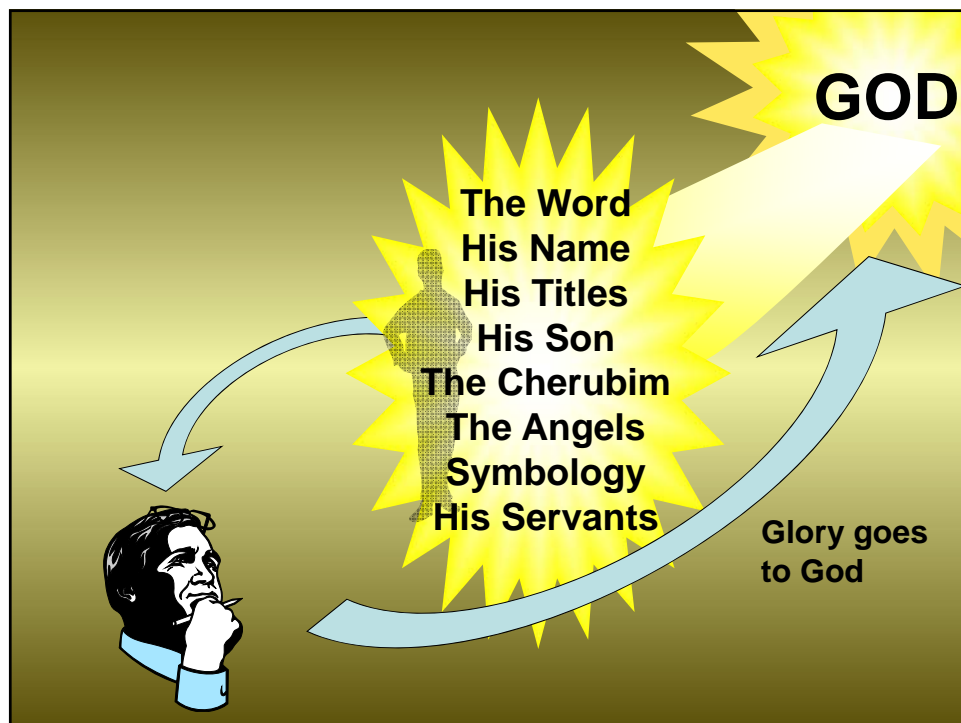 GOD
The Word
His Name
His Titles
His Son
The Cherubim
The Angels
Symbology
His Servants
Glory goes
to God